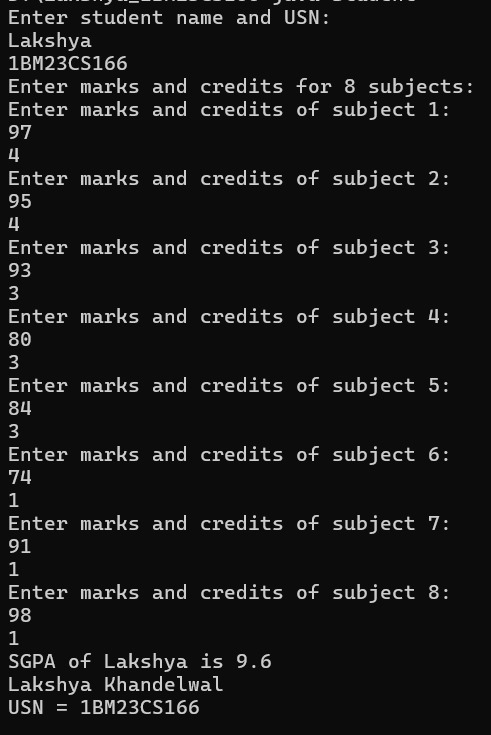 Enter student name and USN:
Lakshya
1BM23CS166
Enter marks and credits for 8 subjects:
Enter marks and credits of subject 1:
97
4
Enter marks and credits of subject 2:
95
4
Enter marks and credits of subject 3:
93
3
Enter marks and credits of subject 4:
80
3
Enter marks and credits of subject 5:
84
3
Enter marks and credits of subject 6:
74
1
Enter marks and credits of subject 7:
91
1
Enter marks and credits of subject 8:
98
1
SGPA of Lakshya is 9.6
Lakshya Khandelwal
USN = 1BM23CS166